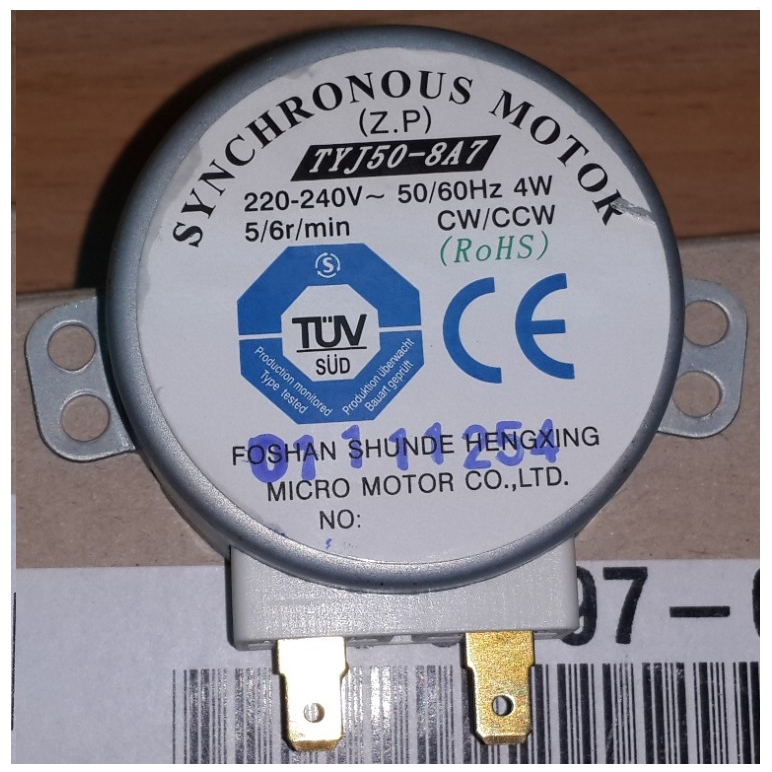 SYNCHRONOUS MOTOR
(Z.P)
TYJ50-8A7
220-240V~ 50/60Hz 4W
5/6r/min CW/CCW
(RoHS)
S
TÜV
SÜD
Production monitored
Type tested
Produktion überwacht
Bauart geprüft
CE
01111254
FOSHAN SHUNDE HENGXING
MICRO MOTOR CO.,LTD.
NO:
97-